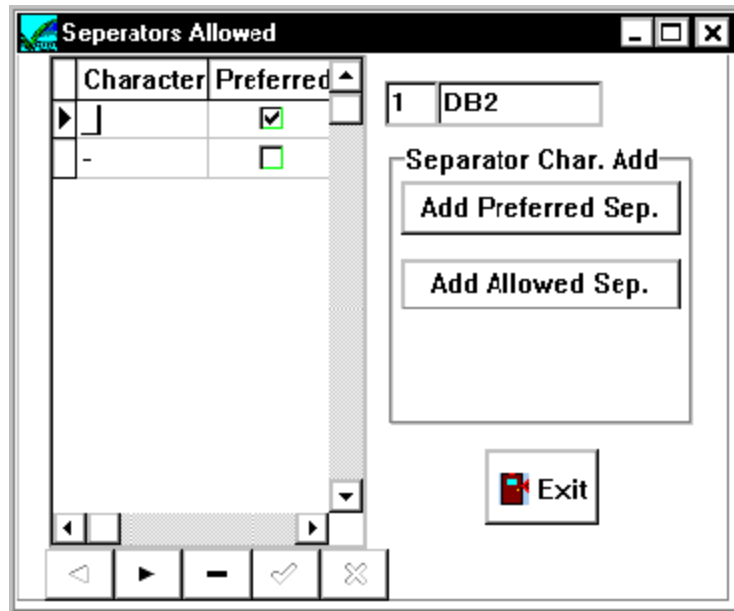 Seperators Allowed
Character Preferred
_
-
1 DB2
Separator Char. Add
Add Preferred Sep.
Add Allowed Sep.
Exit